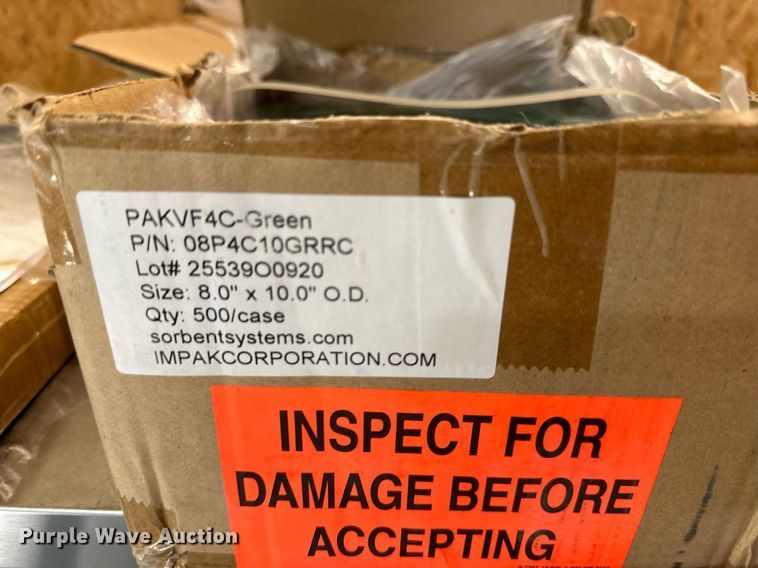 PAKVF4C-Green
P/N: 08P4C10GRRC
Lot# 25539O0920
Size: 8.0" x 10.0" O.D.
Qty: 500/case
sorbentsystems.com
IMPAKCORPORATION.COM
INSPECT FOR
DAMAGE BEFORE
ACCEPTING
Purple Wave Auction